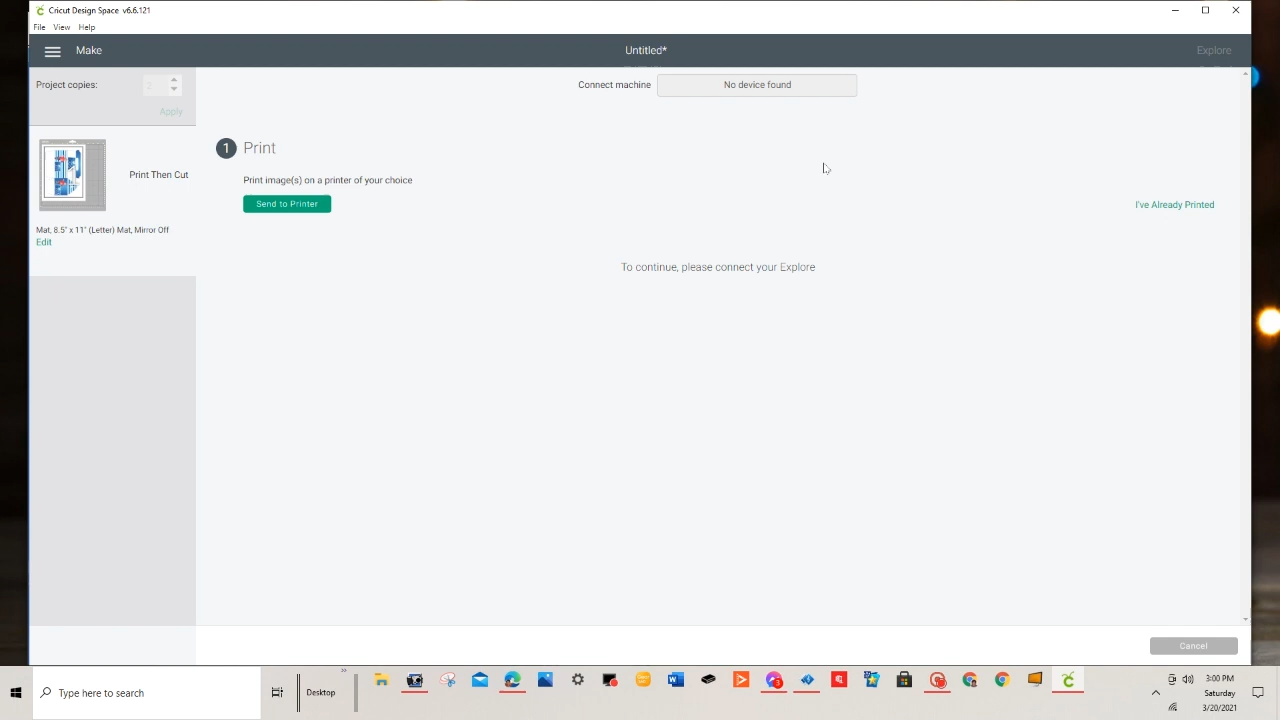 Cricut Design Space v6.6.121
File View Help
Make
Untitled*
Explore
Project copies:
2
Apply
Connect machine
No device found
1 Print
Print Then Cut
Print image(s) on a printer of your choice
Send to Printer
I've Already Printed
Mat, 8.5" x 11" (Letter) Mat, Mirror Off
Edit
To continue, please connect your Explore
Cancel
Type here to search
Desktop
3
3:00 PM
Saturday
3/20/2021